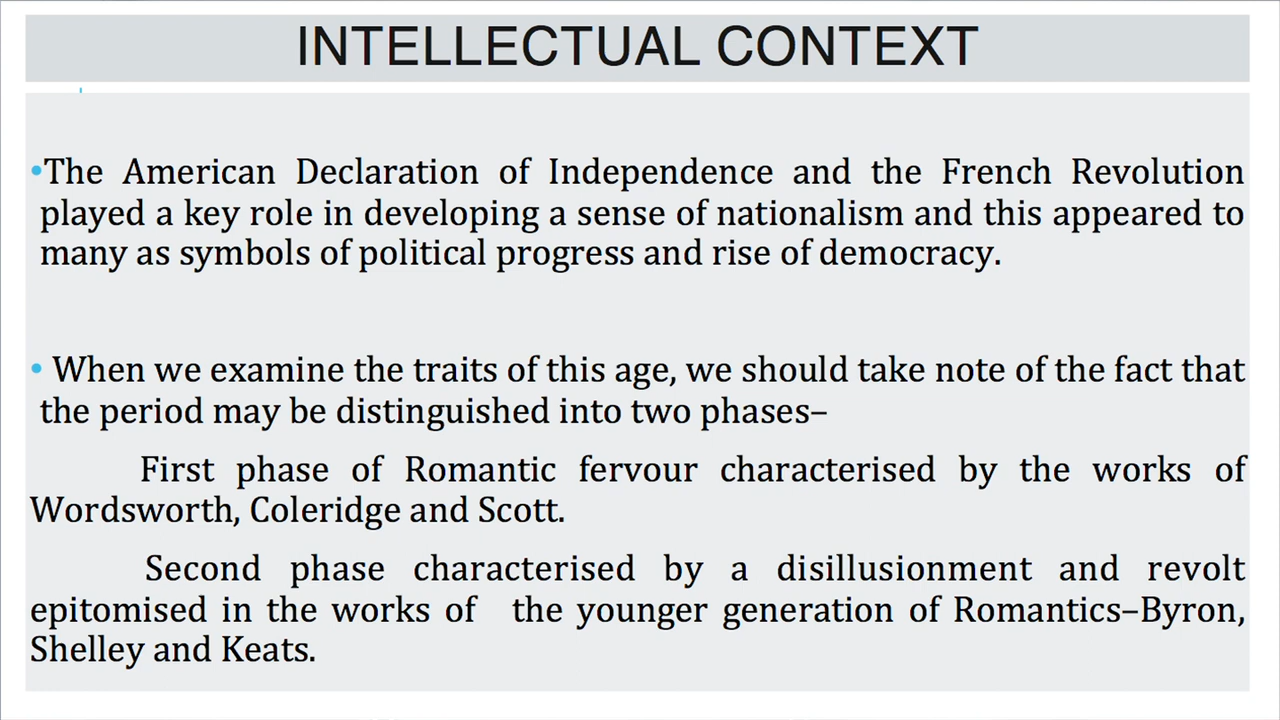 INTELLECTUAL CONTEXT
•The American Declaration of Independence and the French Revolution
played a key role in developing a sense of nationalism and this appeared to
many as symbols of political progress and rise of democracy.
• When we examine the traits of this age, we should take note of the fact that
the period may be distinguished into two phases–
First phase of Romantic fervour characterised by the works of
Wordsworth, Coleridge and Scott.
Second phase characterised by a disillusionment and revolt
epitomised in the works of the younger generation of Romantics–Byron,
Shelley and Keats.